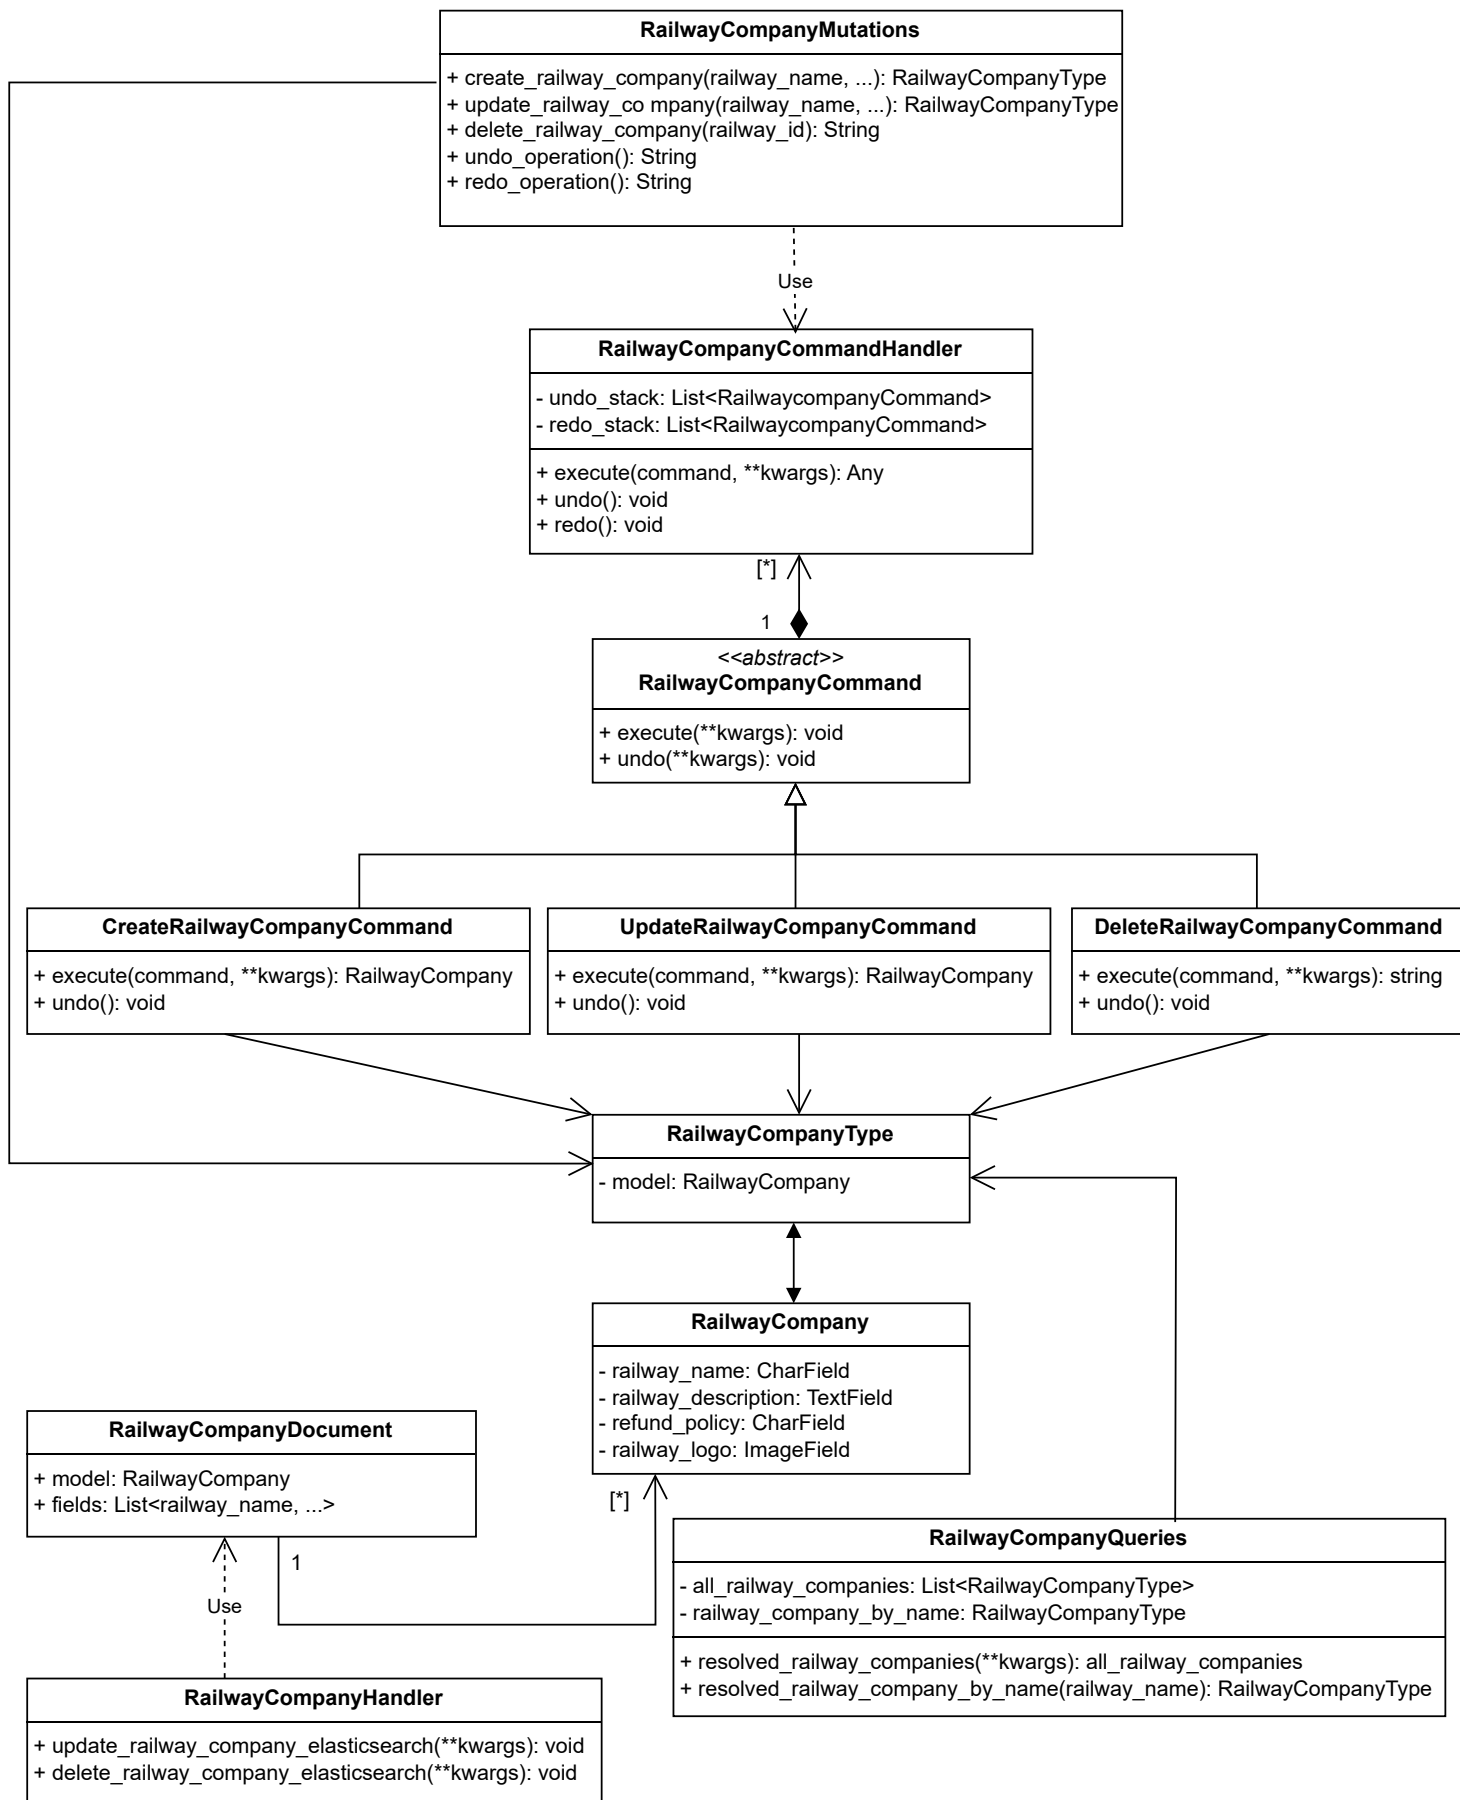 RailwayCompanyMutations
+ create_railway_company(railway_name, ...): RailwayCompanyType
+ update_railway_co mpany(railway_name, ...): RailwayCompanyType
+ delete_railway_company(railway_id): String
+ undo_operation(): String
+ redo_operation(): String
Use
RailwayCompanyCommandHandler
- undo_stack: List<RailwaycompanyCommand>
- redo_stack: List<RailwaycompanyCommand>
+ execute(command, **kwargs): Any
+ undo(): void
+ redo(): void
[*]
1
<<abstract>>
RailwayCompanyCommand
+ execute(**kwargs): void
+ undo(**kwargs): void
CreateRailwayCompanyCommand
+ execute(command, **kwargs): RailwayCompany
+ undo(): void
UpdateRailwayCompanyCommand
+ execute(command, **kwargs): RailwayCompany
+ undo(): void
DeleteRailwayCompanyCommand
+ execute(command, **kwargs): string
+ undo(): void
RailwayCompanyType
- model: RailwayCompany
RailwayCompany
- railway_name: CharField
- railway_description: TextField
- refund_policy: CharField
- railway_logo: ImageField
RailwayCompanyDocument
+ model: RailwayCompany
+ fields: List<railway_name, ...>
[*]
1
Use
RailwayCompanyQueries
- all_railway_companies: List<RailwayCompanyType>
- railway_company_by_name: RailwayCompanyType
+ resolved_railway_companies(**kwargs): all_railway_companies
+ resolved_railway_company_by_name(railway_name): RailwayCompanyType
RailwayCompanyHandler
+ update_railway_company_elasticsearch(**kwargs): void
+ delete_railway_company_elasticsearch(**kwargs): void